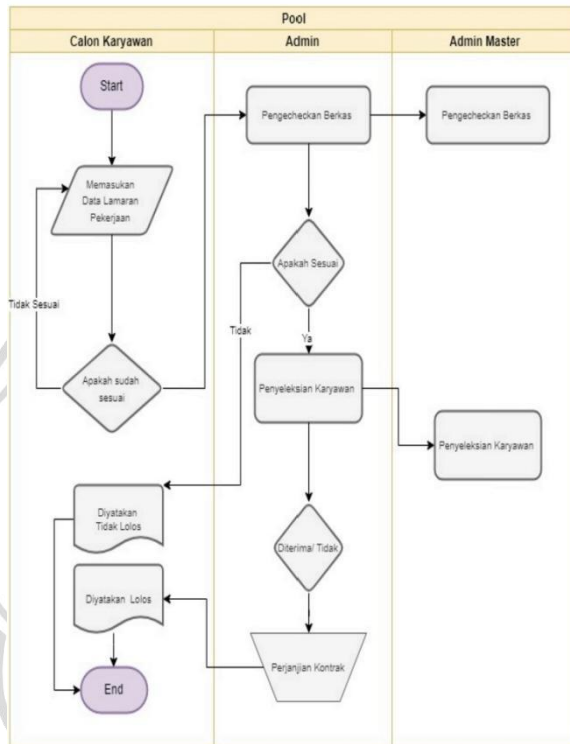 Pool
Calon Karyawan
Admin
Admin Master
Start
Pengecheckan Berkas
Pengecheckan Berkas
Memasukan
Data Lamaran
Pekerjaan
Apakah Sesuai
Tidak Sesuai
Tidak
Ya
Apakah sudah
sesuai
Penyeleksian Karyawan
Penyeleksian Karyawan
Diyatakan
Tidak Lolos
Diterima/ Tidak
Diyatakan Lolos
Perjanjian Kontrak
End